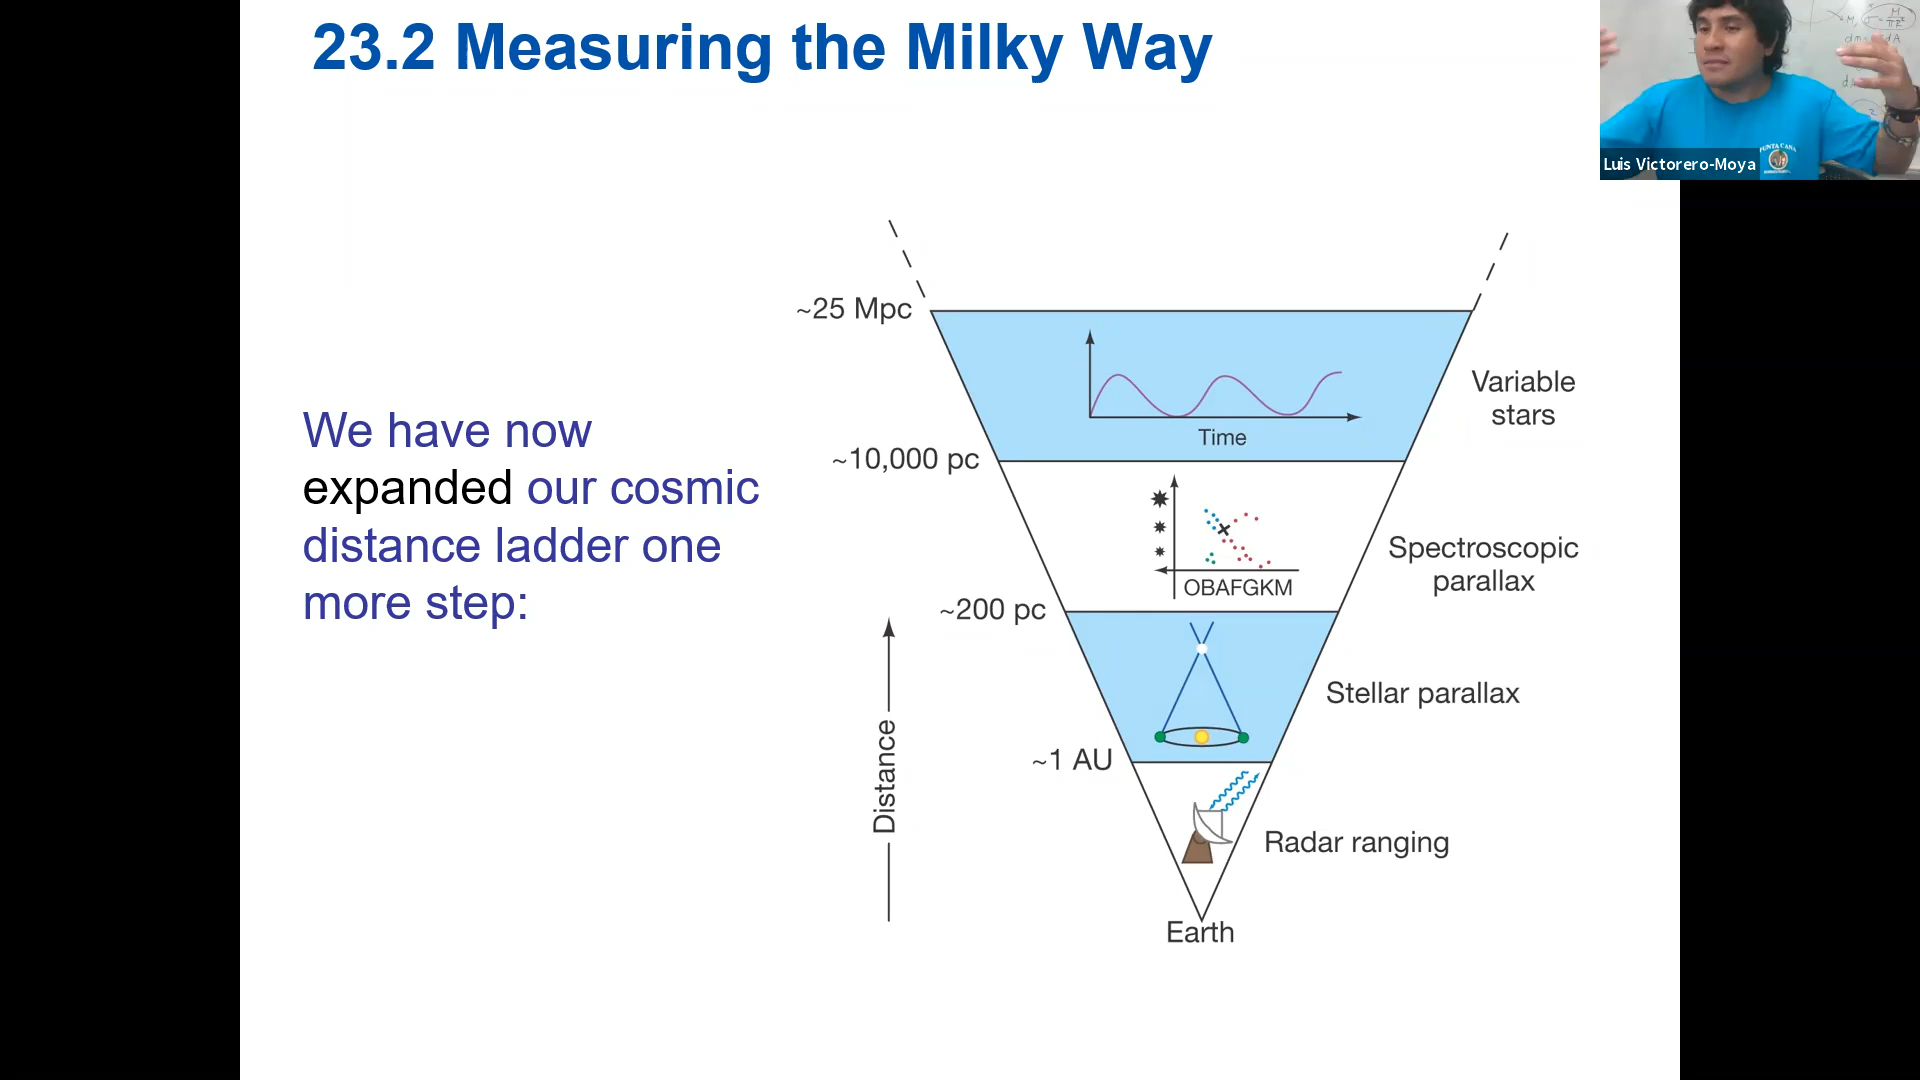 23.2 Measuring the Milky Way
Luis Victorero-Moya
PUNTA CANA
We have now
expanded our cosmic
distance ladder one
more step:
~25 Mpc
Time
Variable
stars
~10,000 pc
OBAFGKM
Spectroscopic
parallax
~200 pc
Stellar parallax
Distance
~1 AU
Radar ranging
Earth